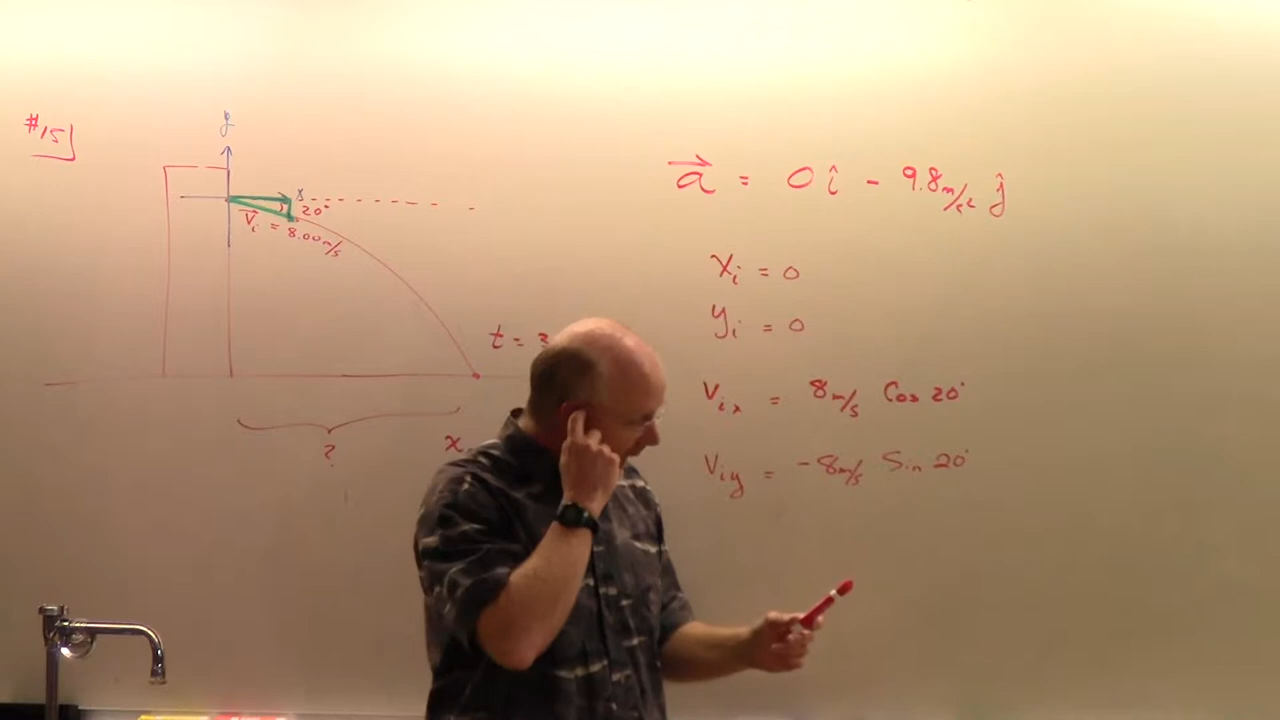 #15]
y
x
20°
V⃗i = 8.00 m/s
t = 3
?
x
a⃗ = 0 î - 9.8 m/s² ĵ
xi = 0
yi = 0
Vix = 8 m/s Cos 20°
Viy = -8 m/s Sin 20°